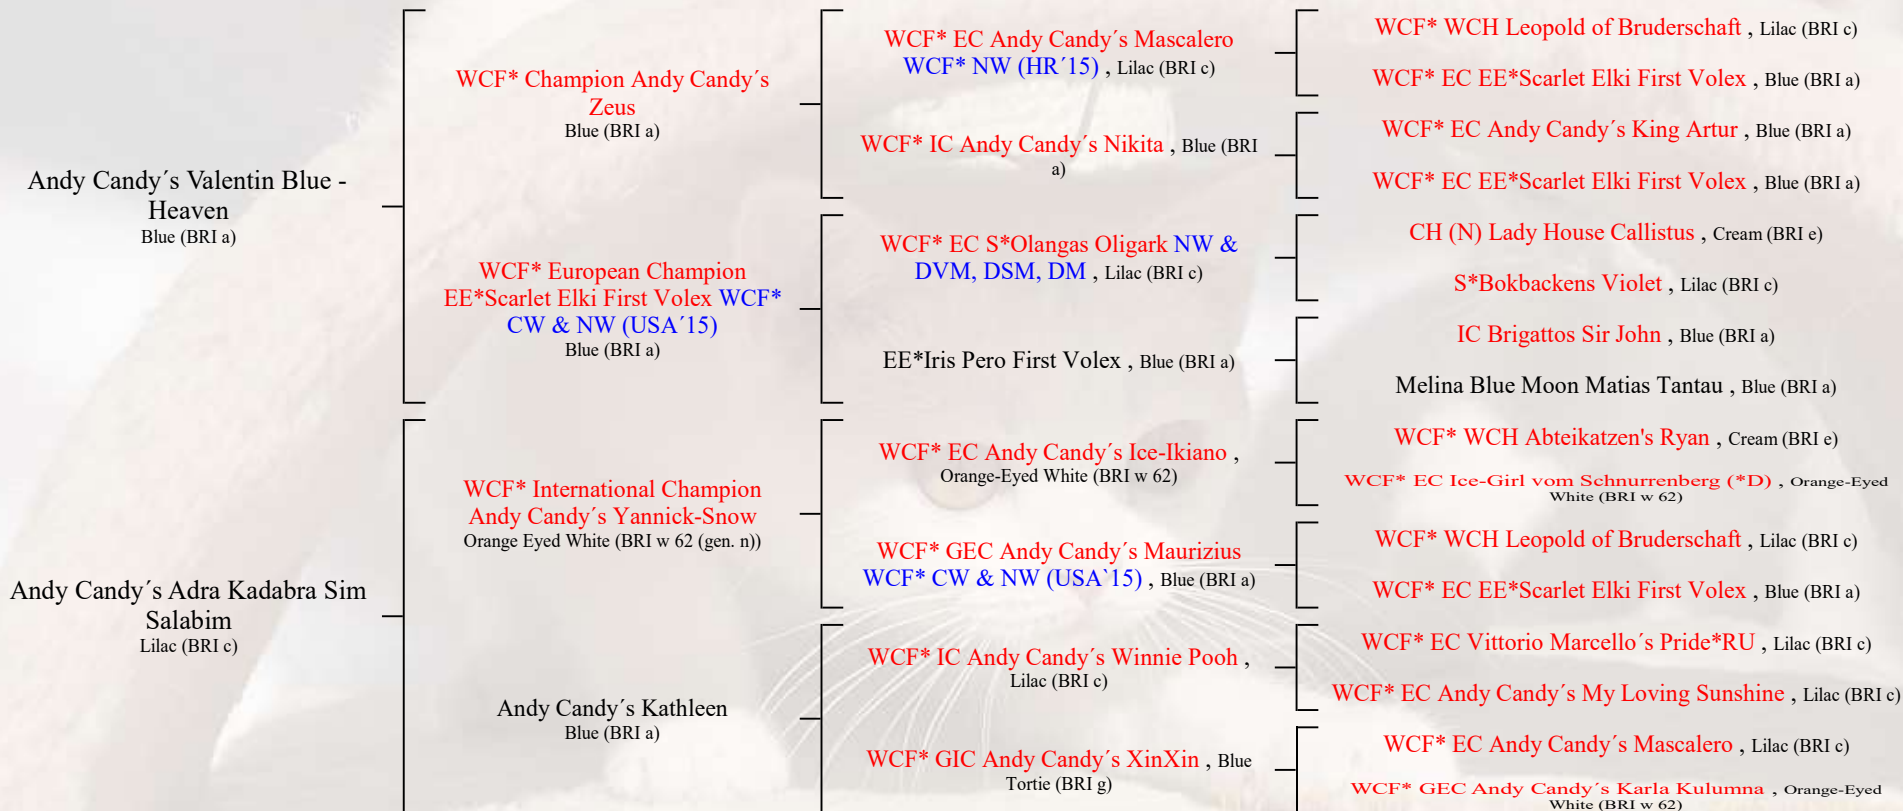 Andy Candy´s Valentin Blue -
Heaven
Blue (BRI a)
Andy Candy´s Adra Kadabra Sim
Salabim
Lilac (BRI c)
WCF* Champion Andy Candy´s
Zeus
Blue (BRI a)
WCF* European Champion
EE*Scarlet Elki First Volex WCF*
CW & NW (USA´15)
Blue (BRI a)
WCF* International Champion
Andy Candy´s Yannick-Snow
Orange Eyed White (BRI w 62 (gen. n))
Andy Candy´s Kathleen
Blue (BRI a)
WCF* EC Andy Candy´s Mascalero
WCF* NW (HR´15) , Lilac (BRI c)
WCF* IC Andy Candy´s Nikita , Blue (BRI
a)
WCF* EC S*Olangas Oligark NW &
DVM, DSM, DM , Lilac (BRI c)
EE*Iris Pero First Volex , Blue (BRI a)
WCF* EC Andy Candy´s Ice-Ikiano ,
Orange-Eyed White (BRI w 62)
WCF* GEC Andy Candy´s Maurizius
WCF* CW & NW (USA`15) , Blue (BRI a)
WCF* IC Andy Candy´s Winnie Pooh ,
Lilac (BRI c)
WCF* GIC Andy Candy´s XinXin , Blue
Tortie (BRI g)
WCF* WCH Leopold of Bruderschaft , Lilac (BRI c)
WCF* EC EE*Scarlet Elki First Volex , Blue (BRI a)
WCF* EC Andy Candy´s King Artur , Blue (BRI a)
WCF* EC EE*Scarlet Elki First Volex , Blue (BRI a)
CH (N) Lady House Callistus , Cream (BRI e)
S*Bokbackens Violet , Lilac (BRI c)
IC Brigattos Sir John , Blue (BRI a)
Melina Blue Moon Matias Tantau , Blue (BRI a)
WCF* WCH Abteikatzen's Ryan , Cream (BRI e)
WCF* EC Ice-Girl vom Schnurrenberg (*D) , Orange-Eyed
White (BRI w 62)
WCF* WCH Leopold of Bruderschaft , Lilac (BRI c)
WCF* EC EE*Scarlet Elki First Volex , Blue (BRI a)
WCF* EC Vittorio Marcello´s Pride*RU , Lilac (BRI c)
WCF* EC Andy Candy´s My Loving Sunshine , Lilac (BRI c)
WCF* EC Andy Candy´s Mascalero , Lilac (BRI c)
WCF* GEC Andy Candy´s Karla Kulumna , Orange-Eyed
White (BRI w 62)